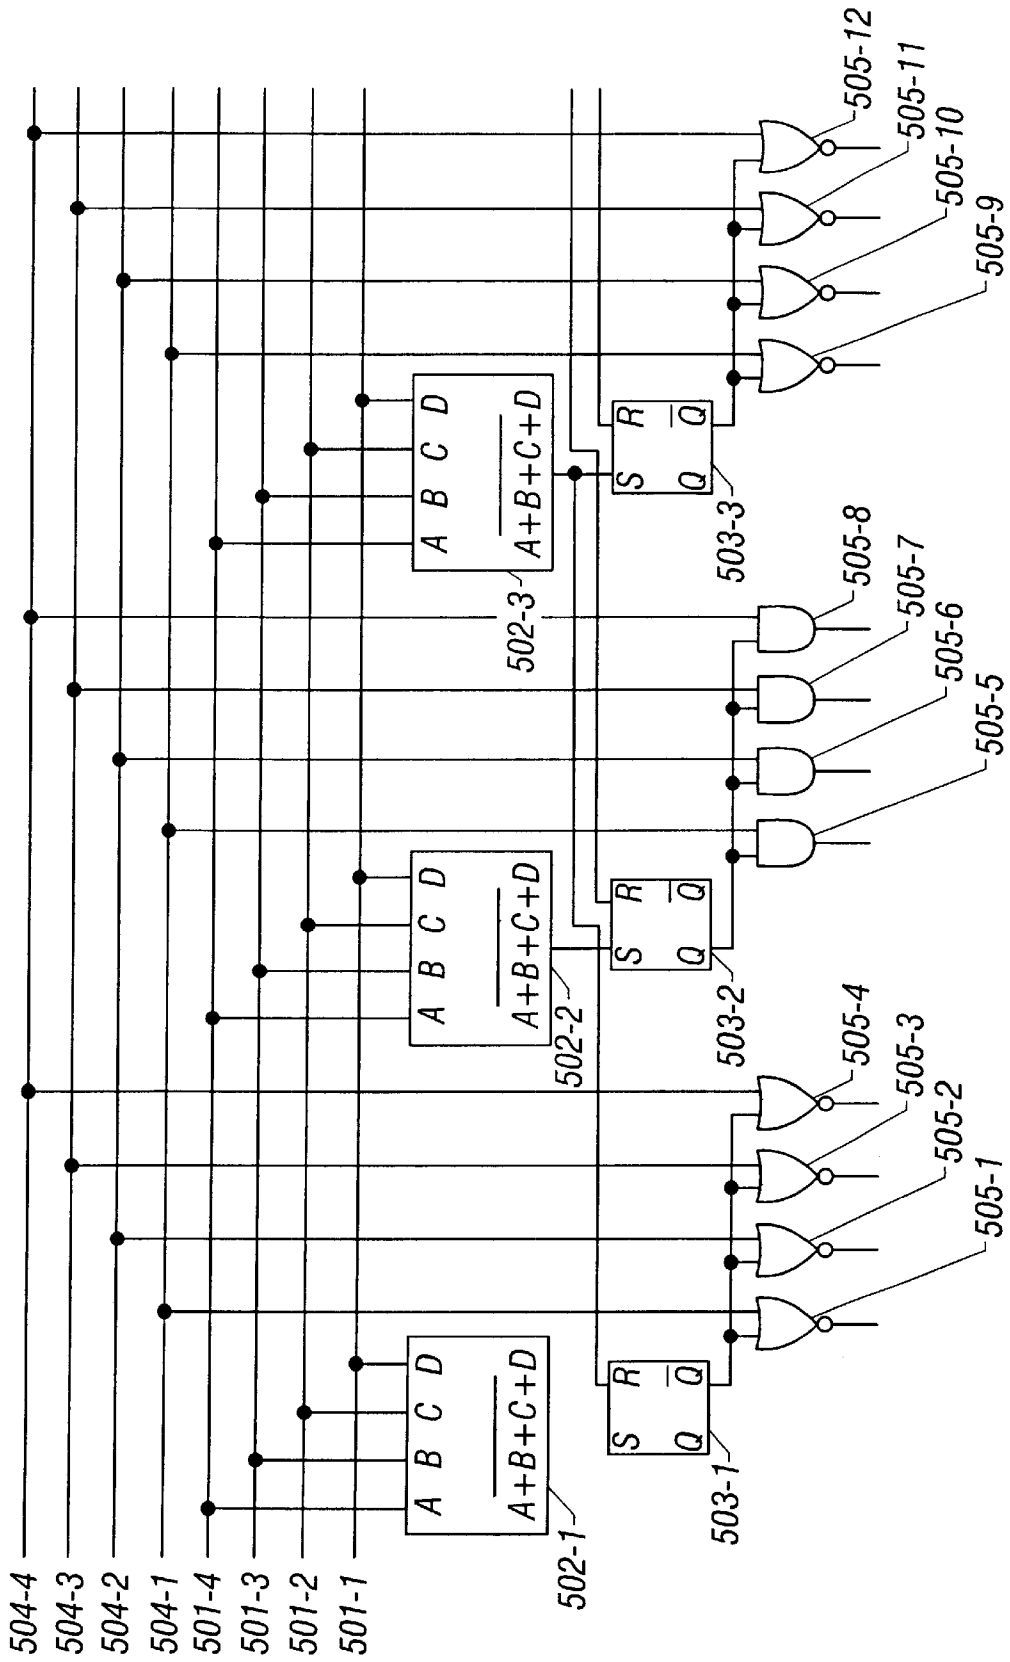 504-4
504-3
504-2
504-1
501-4
501-3
501-2
501-1
A B C D
A+B+C+D
502-1
S R
Q Q
503-1
505-1
505-2
505-3
505-4
A B C D
A+B+C+D
502-2
S R
Q Q
503-2
505-5
505-6
505-7
505-8
A B C D
A+B+C+D
502-3
S R
Q Q
503-3
505-9
505-10
505-11
505-12